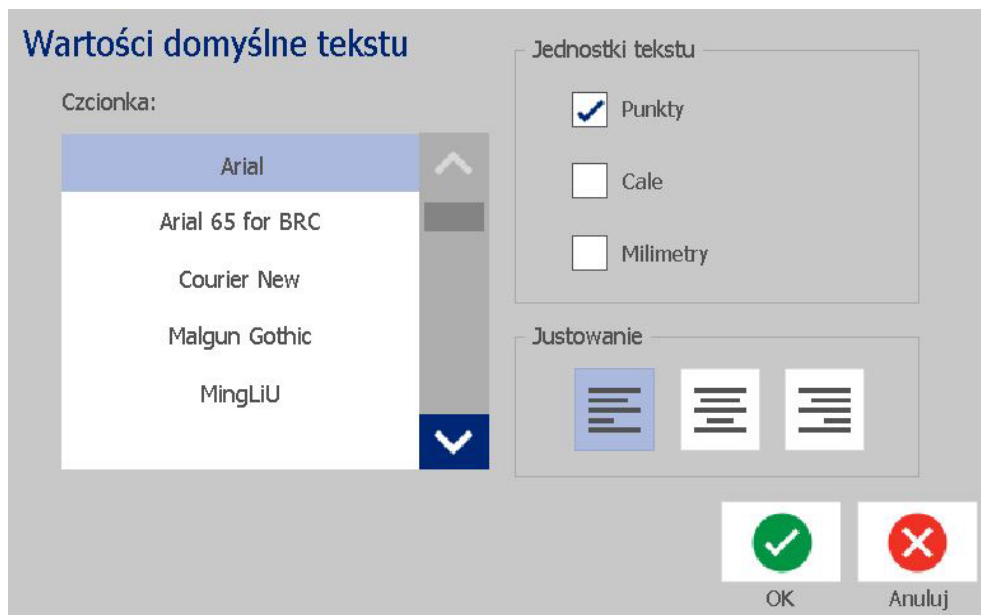 Wartości domyślne tekstu
Czcionka:
Arial
Arial 65 for BRC
Courier New
Malgun Gothic
MingLiU
Jednostki tekstu
Punkty
Cale
Milimetry
Justowanie
OK
Anuluj